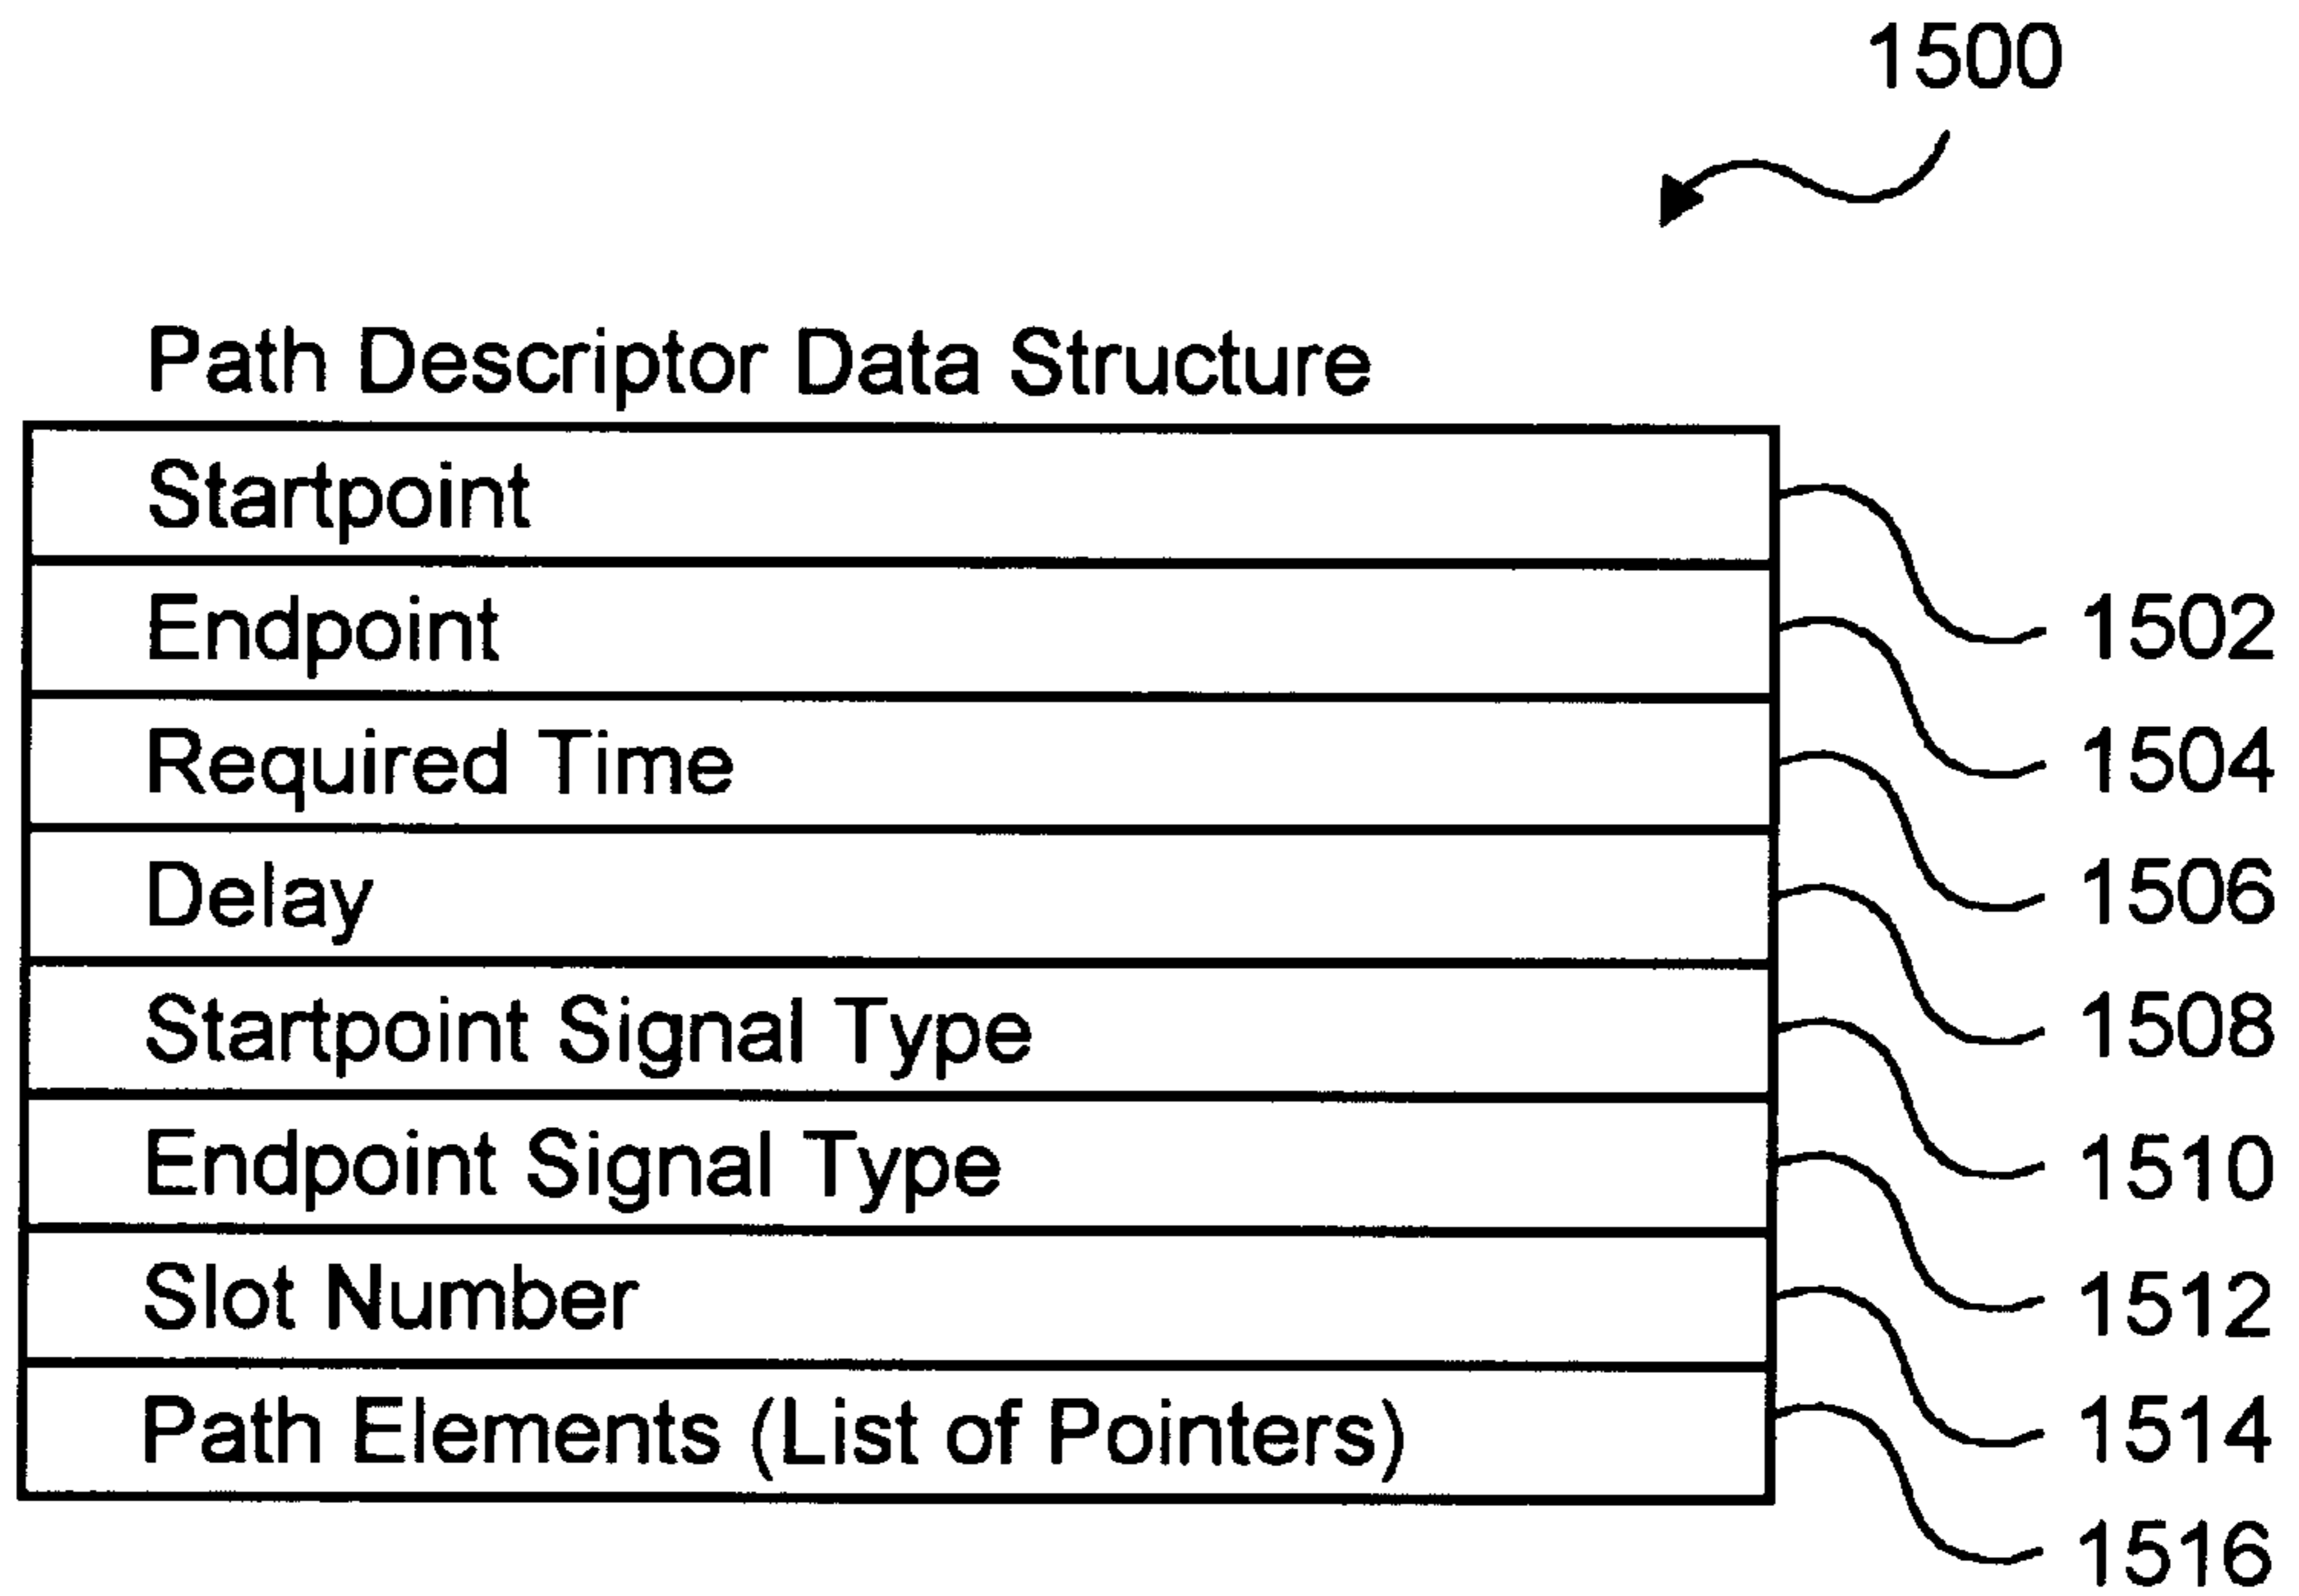 1500
Path Descriptor Data Structure
Startpoint
1502
Endpoint
1504
Required Time
1506
Delay
1508
Startpoint Signal Type
1510
Endpoint Signal Type
1512
Slot Number
1514
Path Elements (List of Pointers)
1516